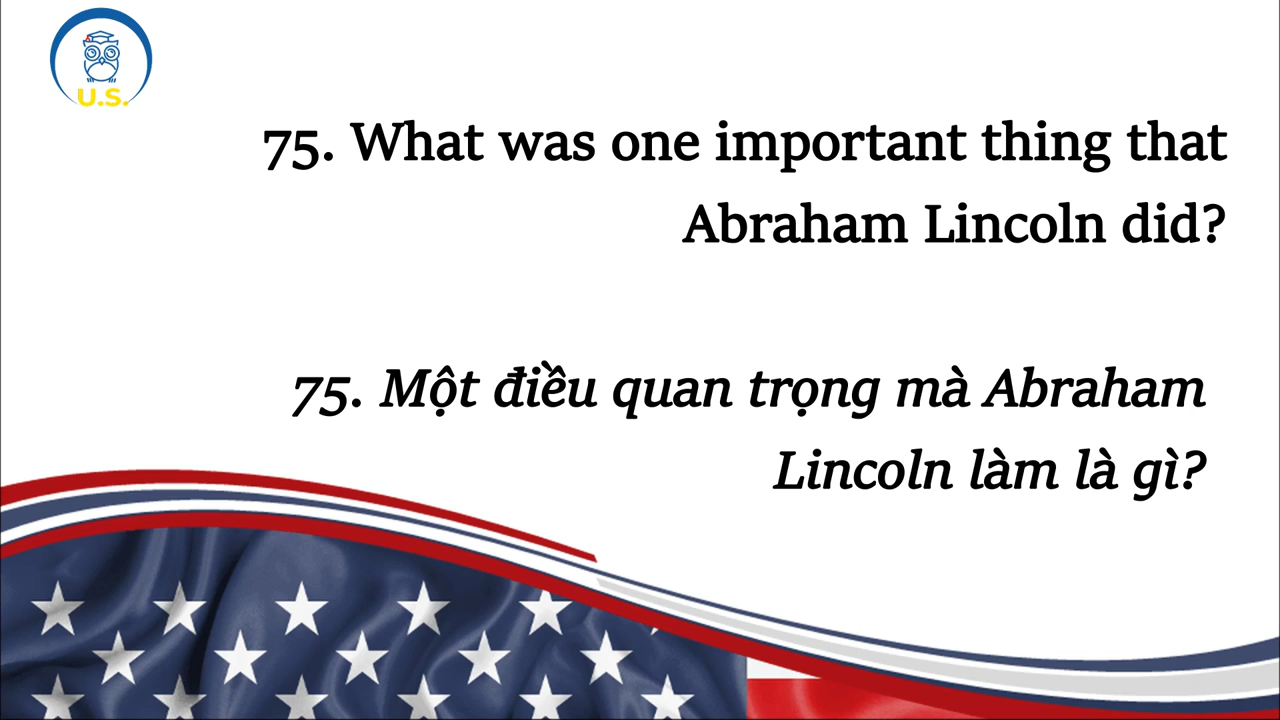 U.S.
75. What was one important thing that
Abraham Lincoln did?
75. Một điều quan trọng mà Abraham
Lincoln làm là gì?